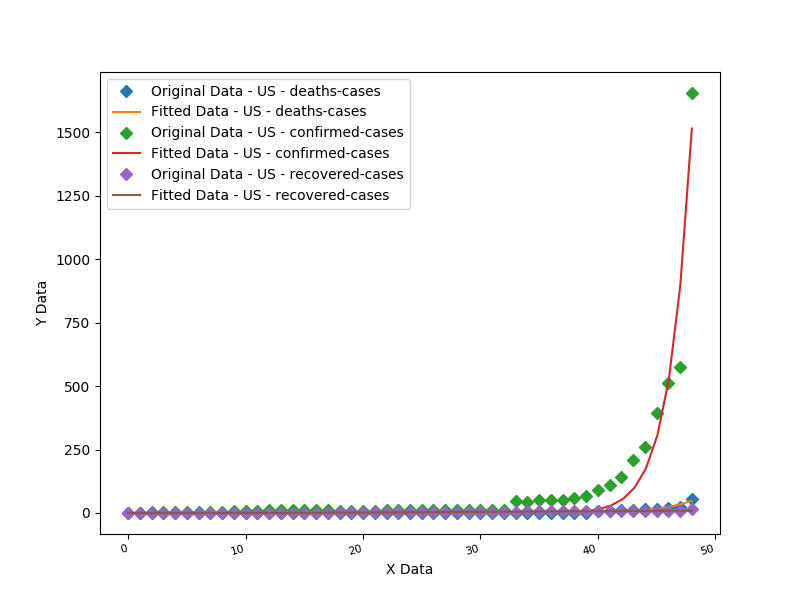 Original Data - US - deaths-cases
Fitted Data - US - deaths-cases
Original Data - US - confirmed-cases
Fitted Data - US - confirmed-cases
Original Data - US - recovered-cases
Fitted Data - US - recovered-cases
1500
1250
1000
750
500
250
0
Y Data
0 10 20 30 40 50
X Data